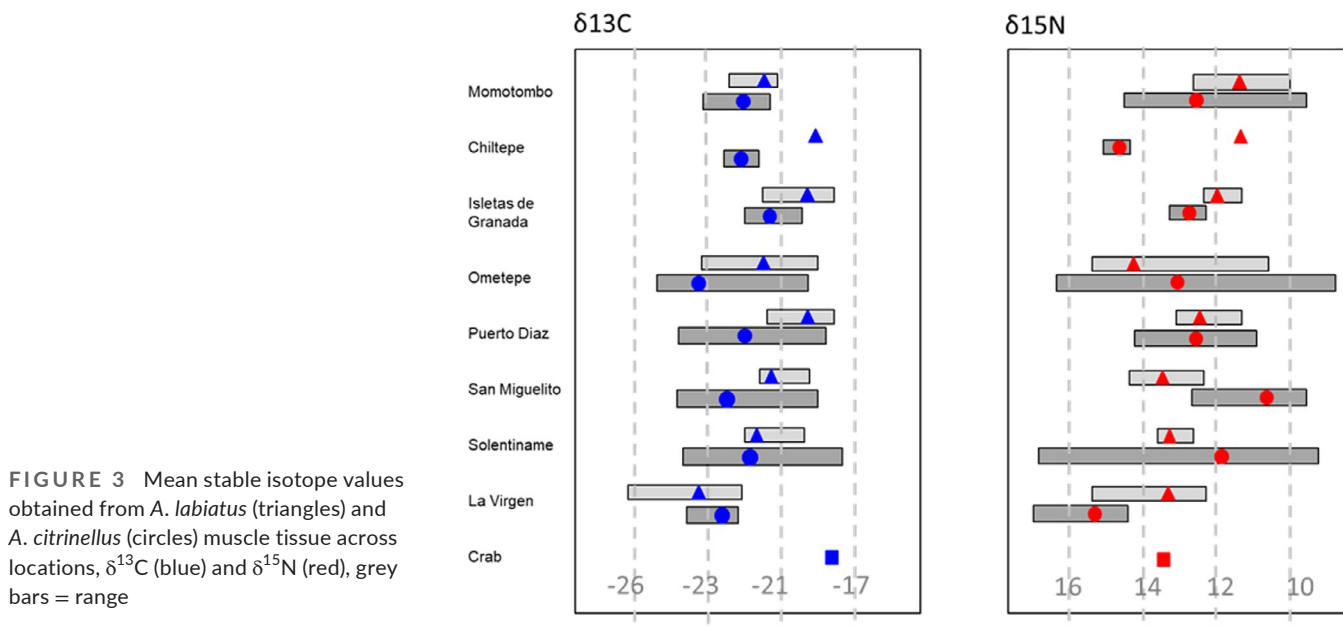 δ13C
δ15N
Momotombo
Chiltepe
Isletas de
Granada
Ometepe
Puerto Diaz
San Miguelito
Solentiname
La Virgen
Crab
-26 -23 -21 -17
16 14 12 10
FIGURE 3 Mean stable isotope values
obtained from A. labiatus (triangles) and
A. citrinellus (circles) muscle tissue across
locations, δ¹³C (blue) and δ¹⁵N (red), grey
bars = range